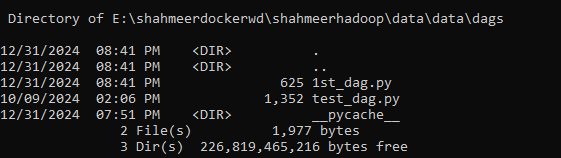 Directory of E:\shahmeerdockerwd\shahmeerhadoop\data\data\dags
12/31/2024  08:41 PM    <DIR>          .
12/31/2024  08:41 PM    <DIR>          ..
12/31/2024  08:41 PM               625 1st_dag.py
10/09/2024  02:06 PM             1,352 test_dag.py
12/31/2024  07:51 PM    <DIR>          __pycache__
               2 File(s)          1,977 bytes
               3 Dir(s)  226,819,465,216 bytes free